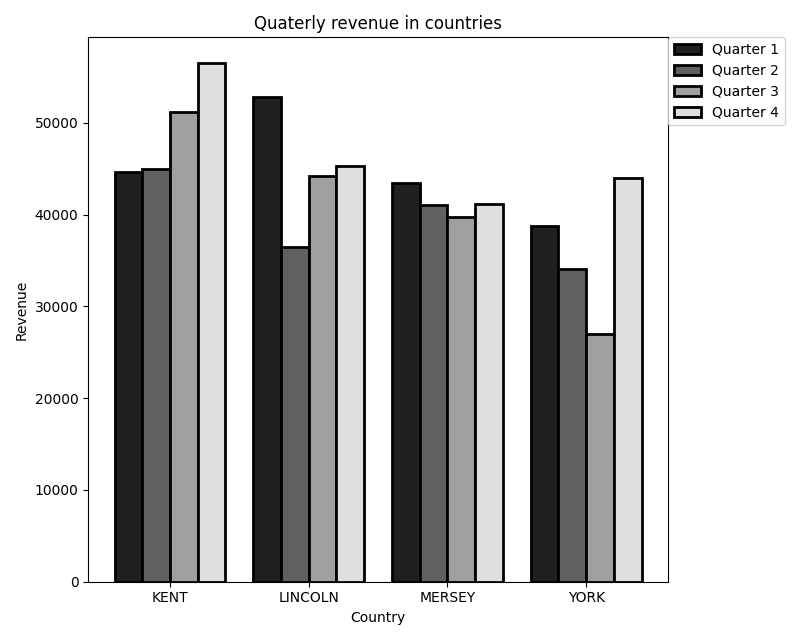 Quaterly revenue in countries
Quarter 1
Quarter 2
Quarter 3
Quarter 4
50000
40000
30000
20000
10000
0
Revenue
KENT
LINCOLN
MERSEY
YORK
Country